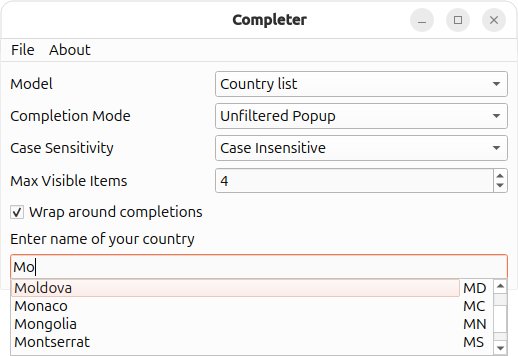 Completer
File About
Model Country list
Completion Mode Unfiltered Popup
Case Sensitivity Case Insensitive
Max Visible Items 4
Wrap around completions
Enter name of your country
Mo
Moldova MD
Monaco MC
Mongolia MN
Montserrat MS